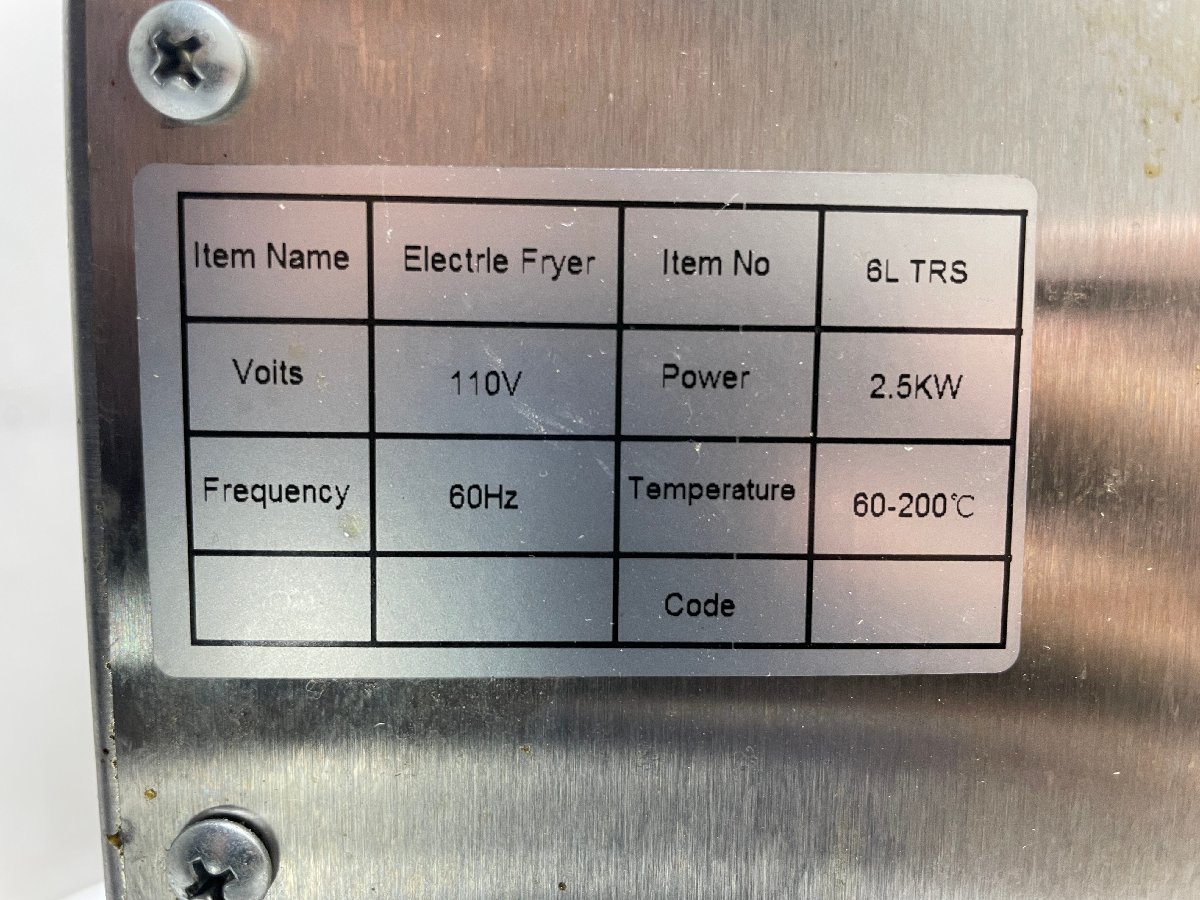 Item Name Electrle Fryer Item No 6L TRS
Voits 110V Power 2.5KW
Frequency 60Hz Temperature 60-200℃
Code